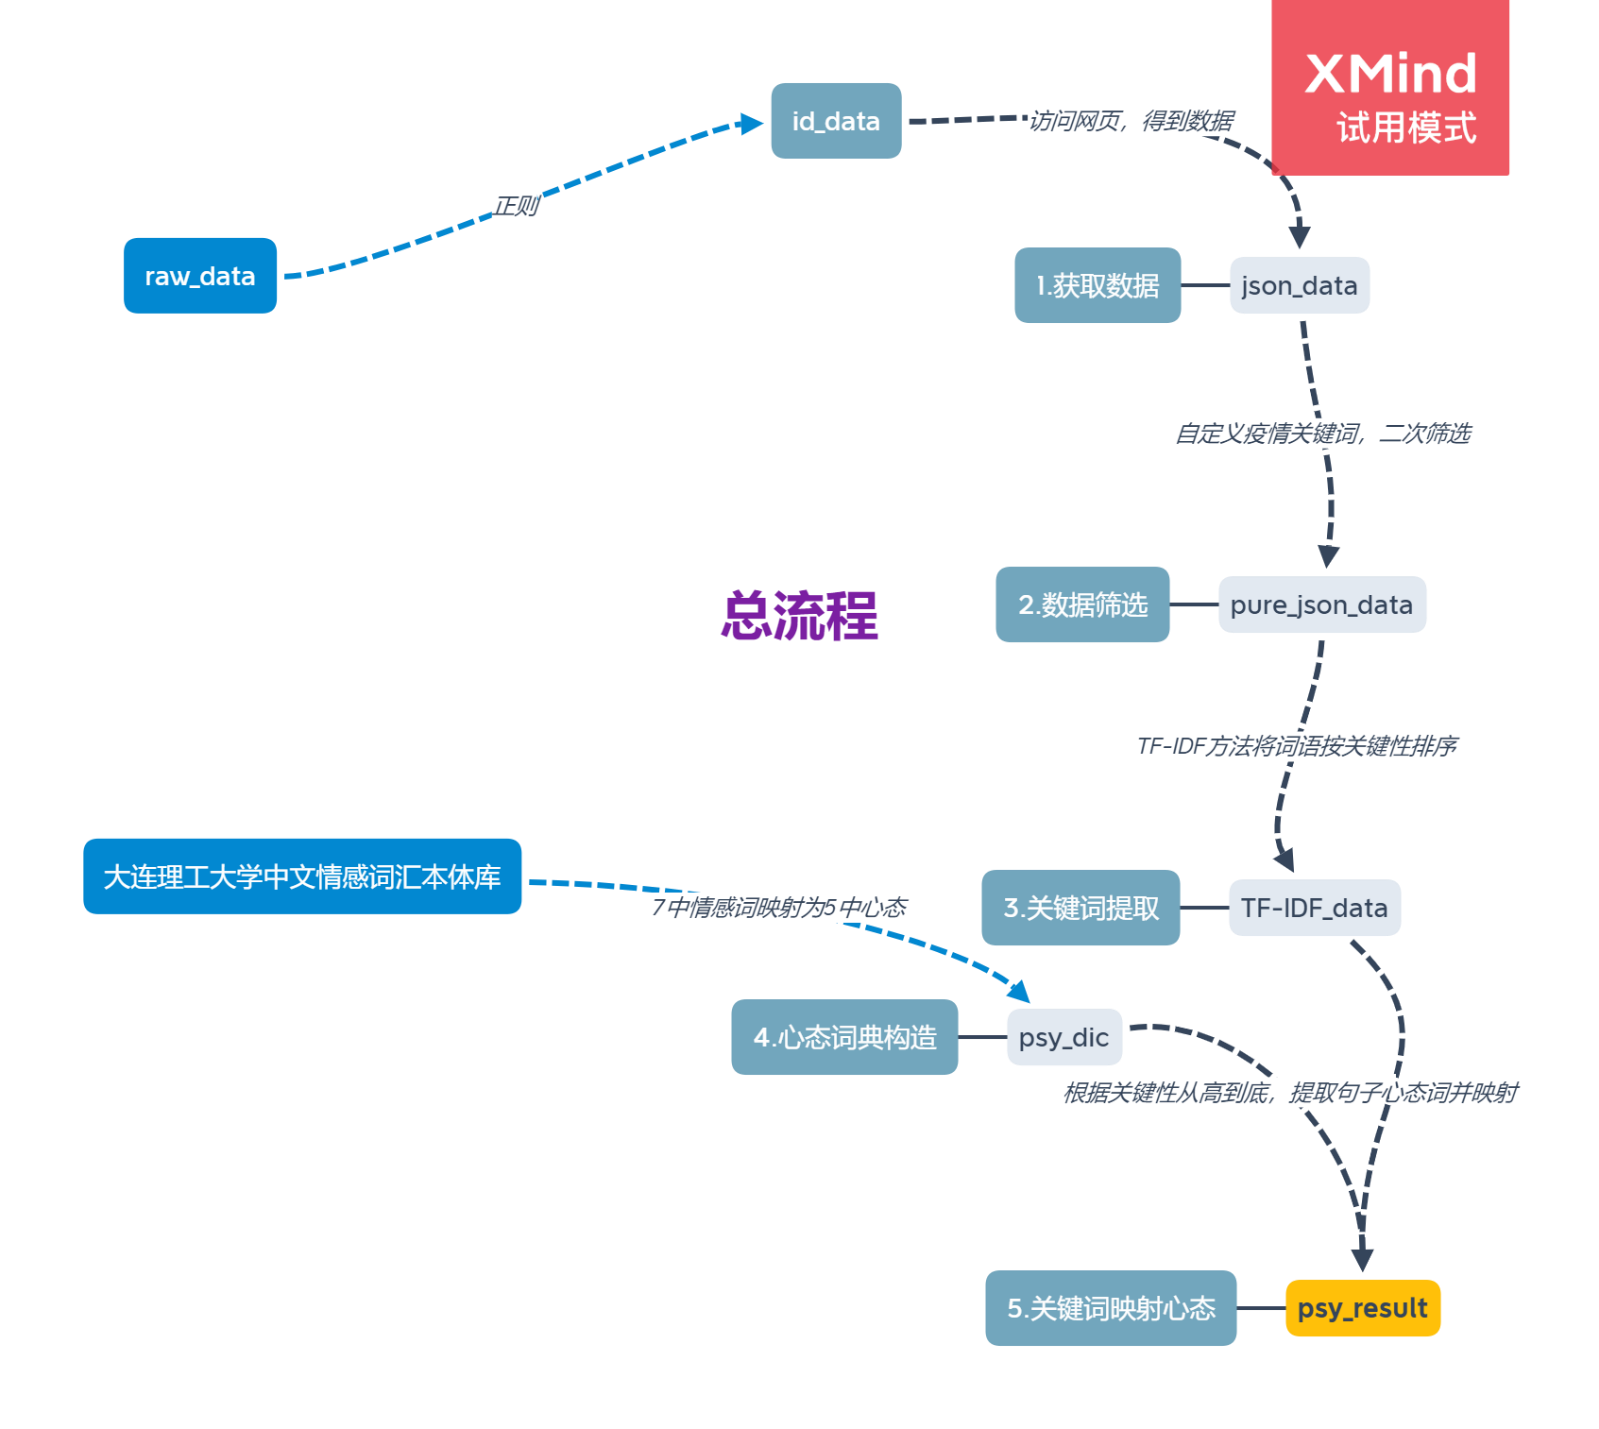 XMind
试用模式
id_data
访问网页，得到数据
正则
raw_data
1.获取数据
json_data
自定义疫情关键词，二次筛选
总流程
2.数据筛选
pure_json_data
TF-IDF方法将词语按关键性排序
大连理工大学中文情感词汇本体库
7中情感词映射为5中心态
3.关键词提取
TF-IDF_data
4.心态词典构造
psy_dic
根据关键性从高到底，提取句子心态词并映射
5.关键词映射心态
psy_result